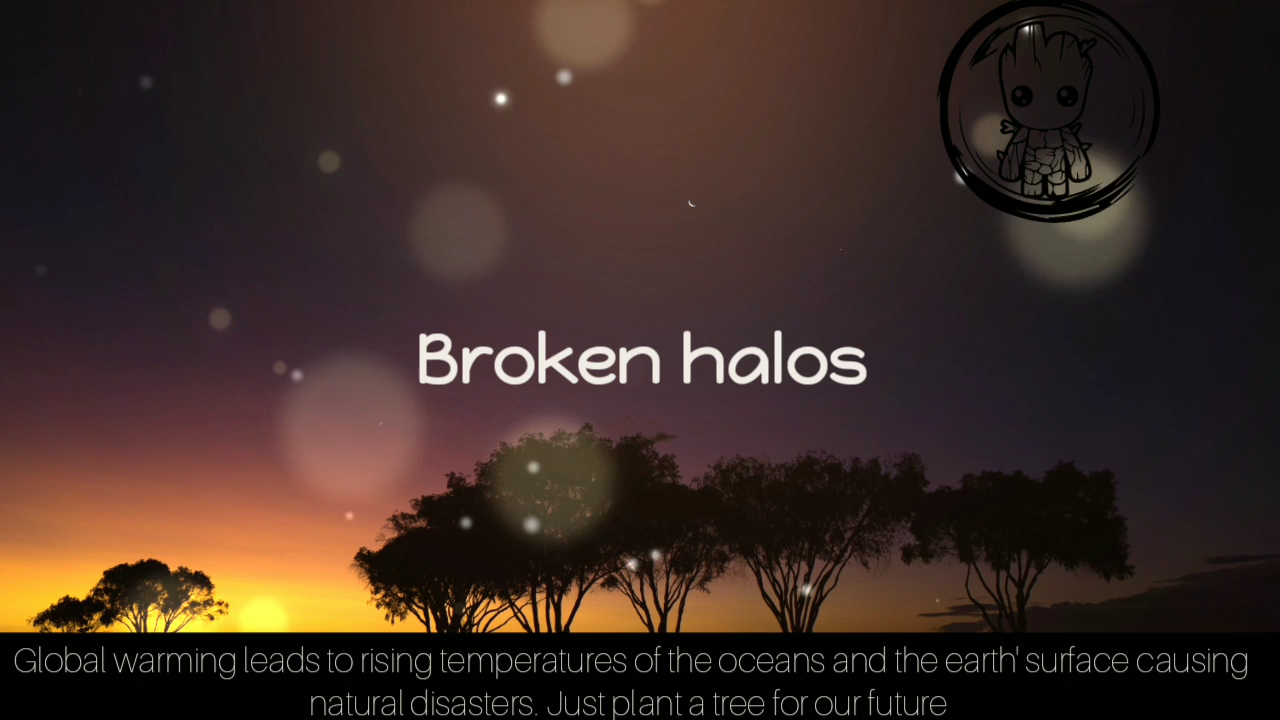 Broken halos
Global warming leads to rising temperatures of the oceans and the earth' surface causing
natural disasters. Just plant a tree for our future